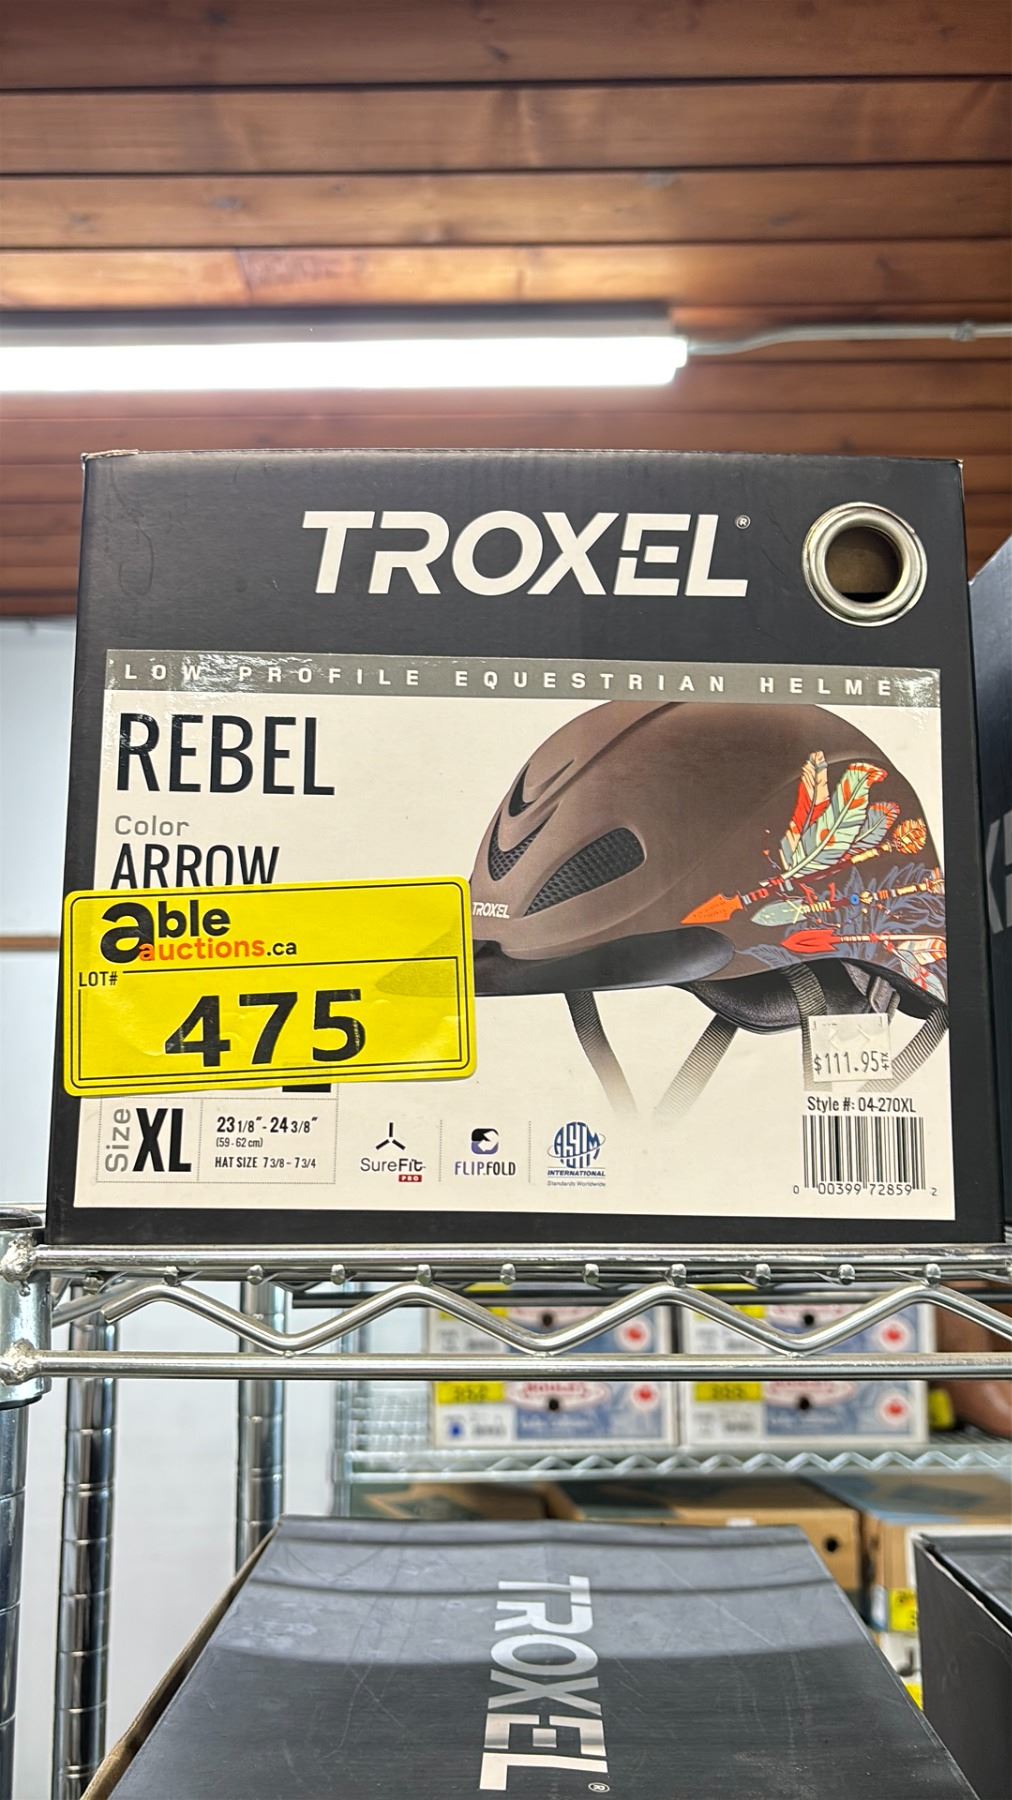 TROXEL®
LOW PROFILE EQUESTRIAN HELME
REBEL
Color
ARROW
TROXEL
able
auctions.ca
LOT#
475
$111.95
Style #: 04-270XL
Size
XL
23 1/8" - 24 3/8"
(59 - 62 cm)
HAT SIZE 7 3/8 - 7 3/4
SureFit
PRO
FLIP.FOLD
ASTM
INTERNATIONAL
Standards Worldwide
0 00399 72859 2
TROXEL®